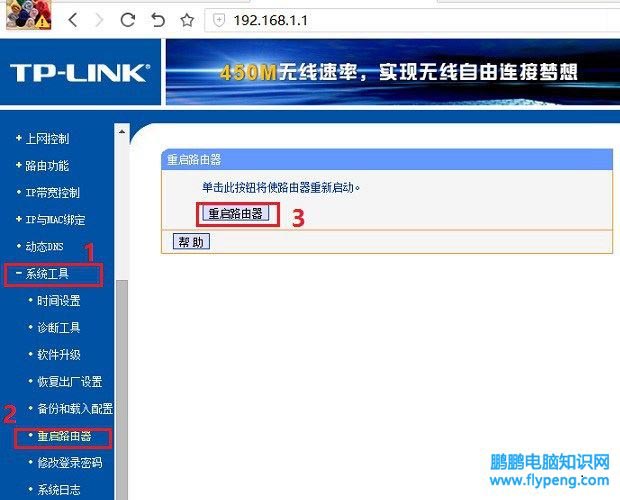 192.168.1.1
TP-LINK®
450M无线速率，实现无线自由连接梦想
+ 上网控制
+ 路由功能
• IP带宽控制
+ IP与MAC绑定
• 动态DNS
1
- 系统工具
• 时间设置
• 诊断工具
• 软件升级
• 恢复出厂设置
• 备份和载入配置
2
• 重启路由器
• 修改登录密码
• 系统日志
重启路由器
单击此按钮将使路由器重新启动。
重启路由器
3
帮 助
鹏鹏电脑知识网
www.flypeng.com